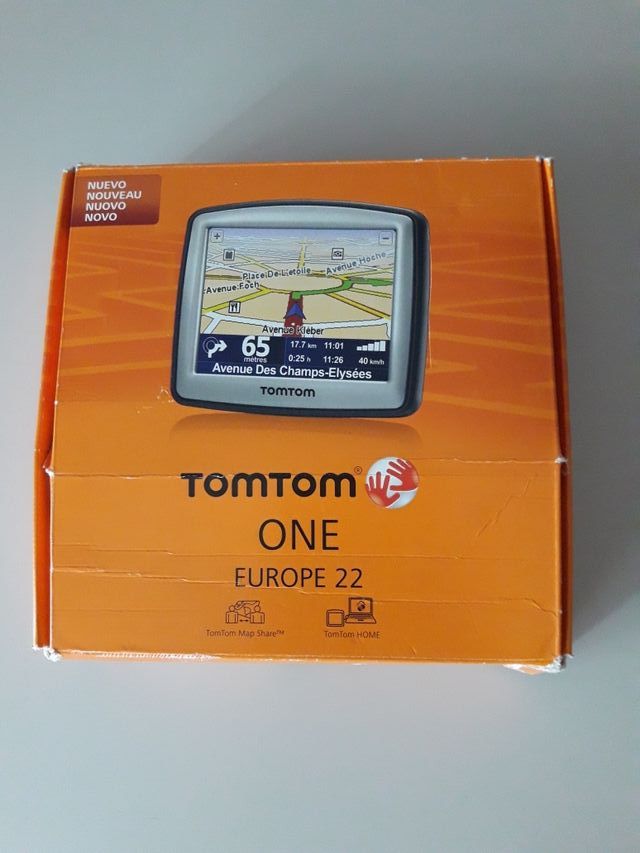 NUEVO
NOUVEAU
NUOVO
NOVO
+
−
Place De L'etoile
Avenue Hoche
Avenue Foch
Avenue Kléber
65
metres
17.7 km 11:01
0:25 h 11:26 40 km/h
Avenue Des Champs-Elysées
TOMTOM
TOMTOM®
ONE
EUROPE 22
TomTom Map Share™
TomTom HOME